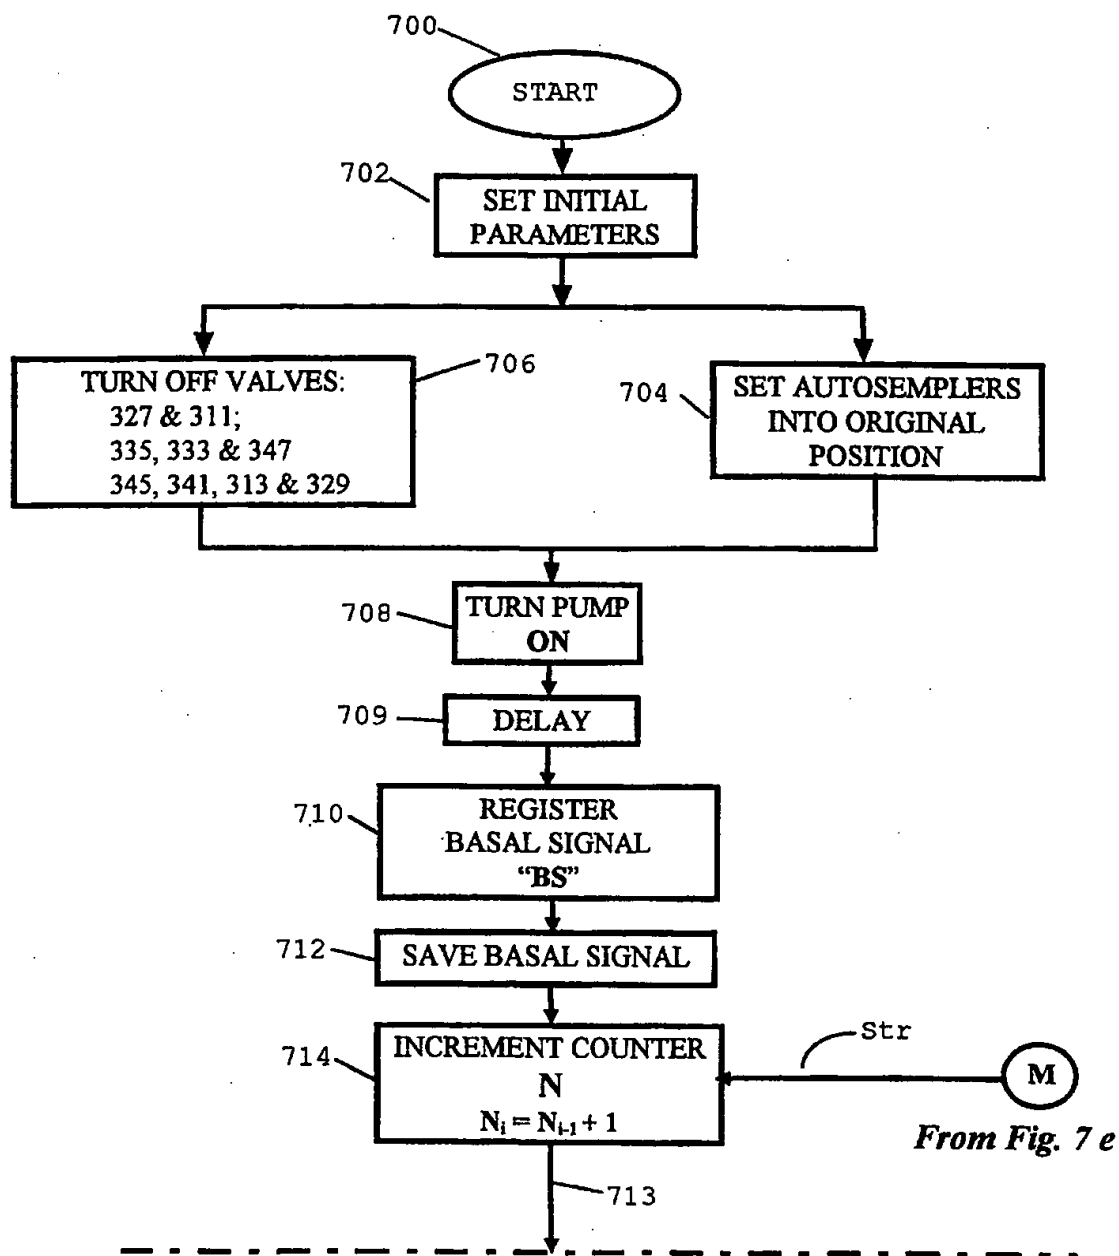 700
START
702
SET INITIAL
PARAMETERS
706
TURN OFF VALVES:
327 & 311;
335, 333 & 347
345, 341, 313 & 329
704
SET AUTOSEMPLERS
INTO ORIGINAL
POSITION
708
TURN PUMP
ON
709
DELAY
710
REGISTER
BASAL SIGNAL
“BS”
712
SAVE BASAL SIGNAL
714
INCREMENT COUNTER
N
Nᵢ = Nᵢ₋₁ + 1
Str
M
From Fig. 7 e
713